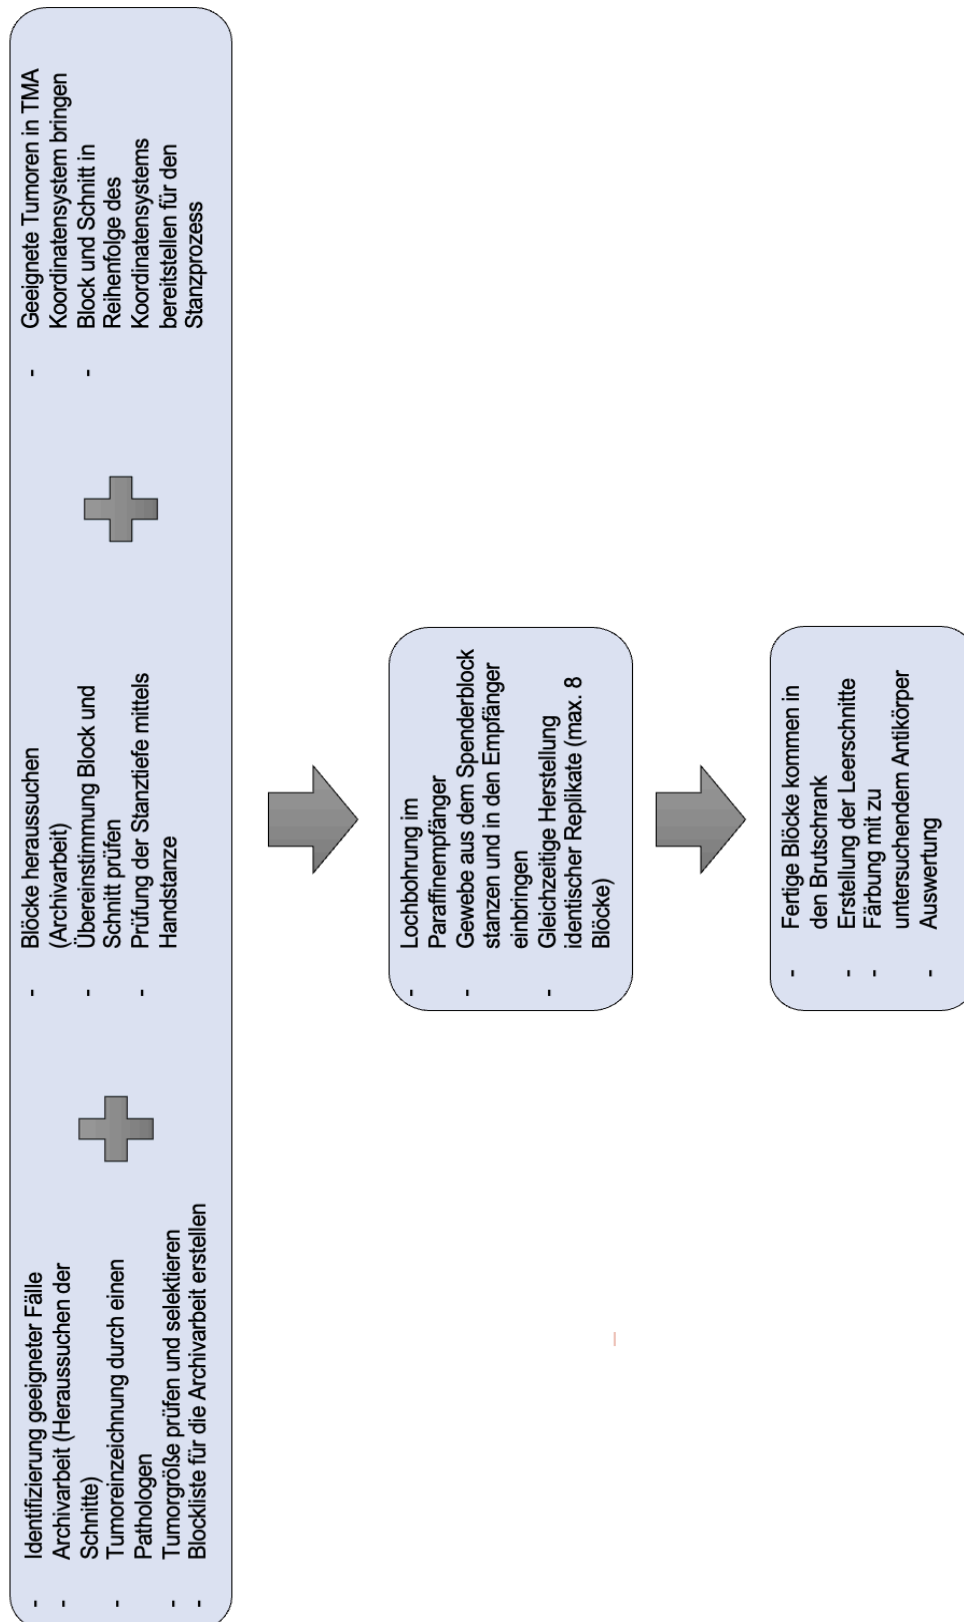 - Identifizierung geeigneter Fälle
- Archivarbeit (Heraussuchen der
Schnitte)
- Tumoreinzeichnung durch einen
Pathologen
- Tumorgröße prüfen und selektieren
- Blockliste für die Archivarbeit erstellen
- Blöcke heraussuchen
(Archivarbeit)
- Übereinstimmung Block und
Schnitt prüfen
- Prüfung der Stanztiefe mittels
Handstanze
- Geeignete Tumoren in TMA
Koordinatensystem bringen
- Block und Schnitt in
Reihenfolge des
Koordinatensystems
bereitstellen für den
Stanzprozess
- Lochbohrung im
Paraffinempfänger
- Gewebe aus dem Spenderblock
stanzen und in den Empfänger
einbringen
- Gleichzeitige Herstellung
identischer Replikate (max. 8
Blöcke)
- Fertige Blöcke kommen in
den Brutschrank
- Erstellung der Leerschnitte
- Färbung mit zu
untersuchendem Antikörper
- Auswertung